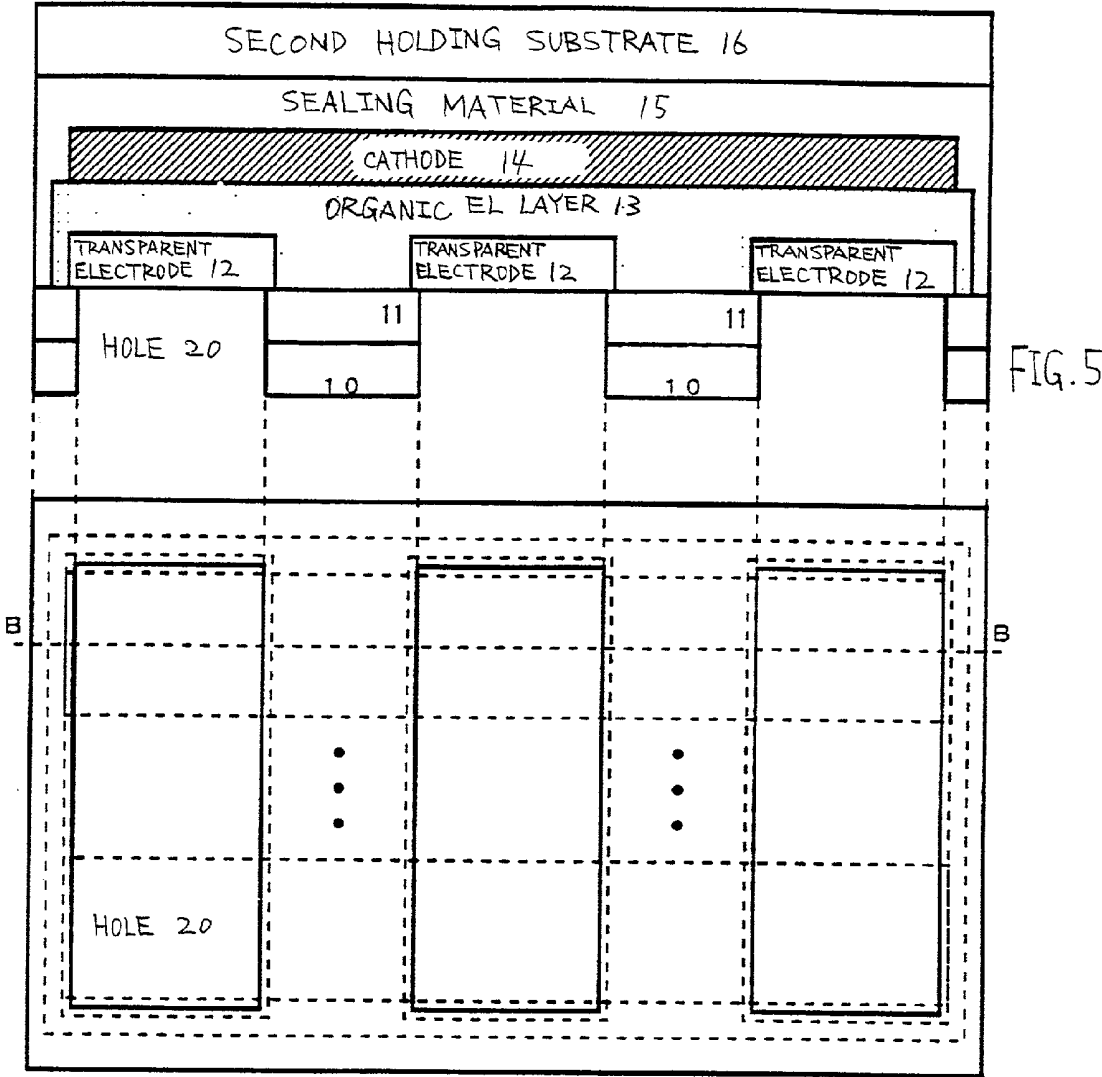 SECOND HOLDING SUBSTRATE 16
SEALING MATERIAL 15
CATHODE 14
ORGANIC EL LAYER 13
TRANSPARENT
ELECTRODE 12
TRANSPARENT
ELECTRODE 12
TRANSPARENT
ELECTRODE 12
HOLE 20
11
11
10
10
FIG. 5
B
B
HOLE 20